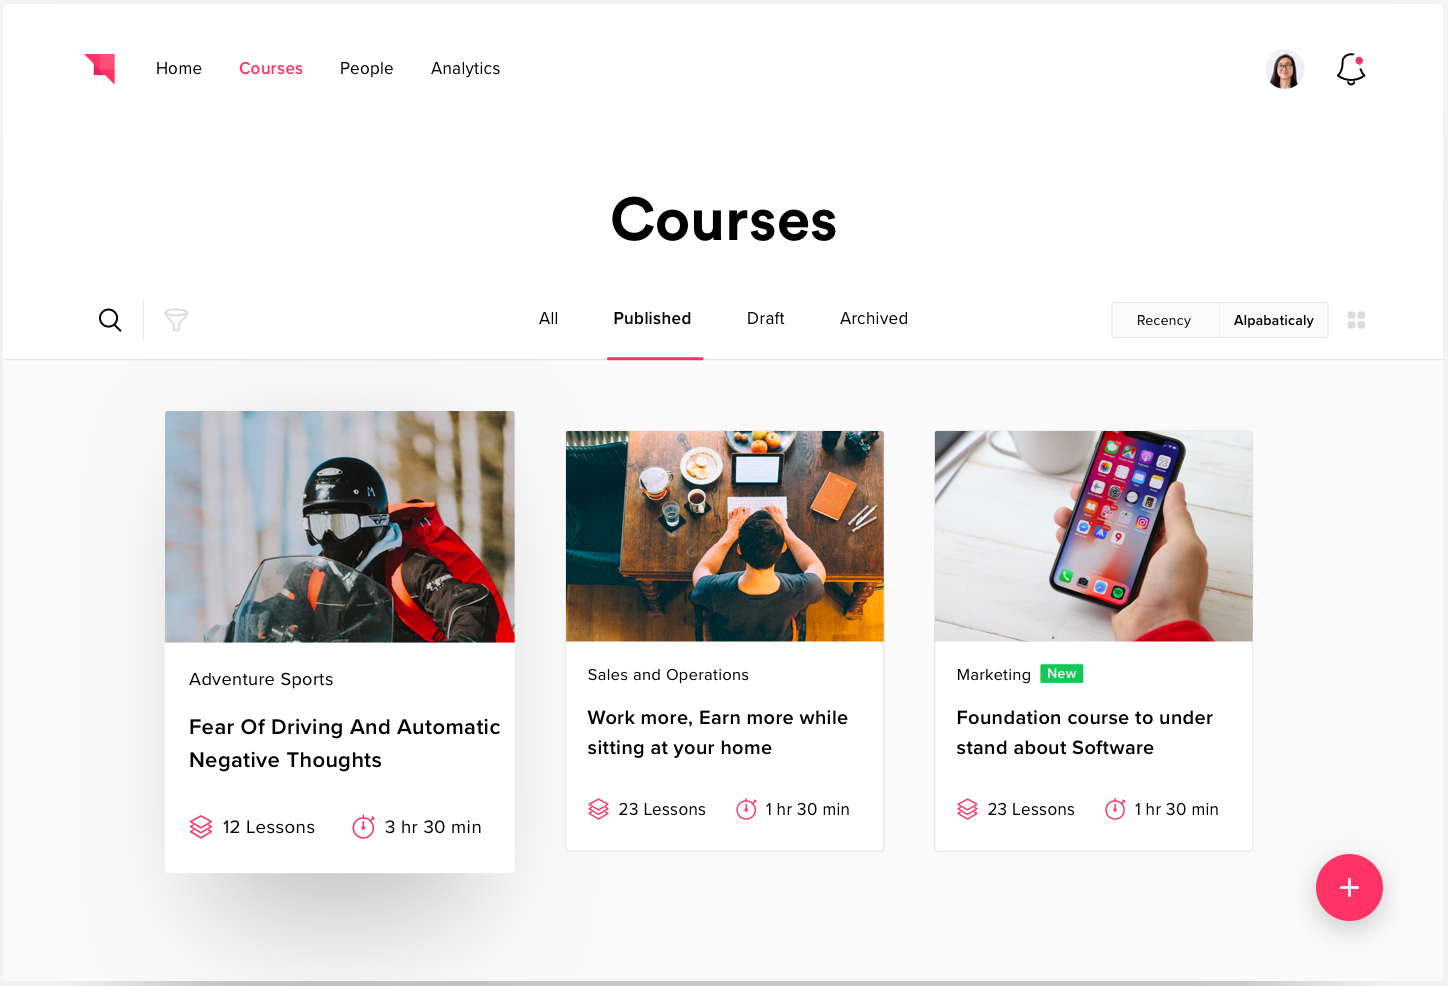 Home Courses People Analytics
Courses
All Published Draft Archived
Recency Alpabaticaly
Adventure Sports
Fear Of Driving And Automatic
Negative Thoughts
12 Lessons 3 hr 30 min
Sales and Operations
Work more, Earn more while
sitting at your home
23 Lessons 1 hr 30 min
Marketing New
Foundation course to under
stand about Software
23 Lessons 1 hr 30 min